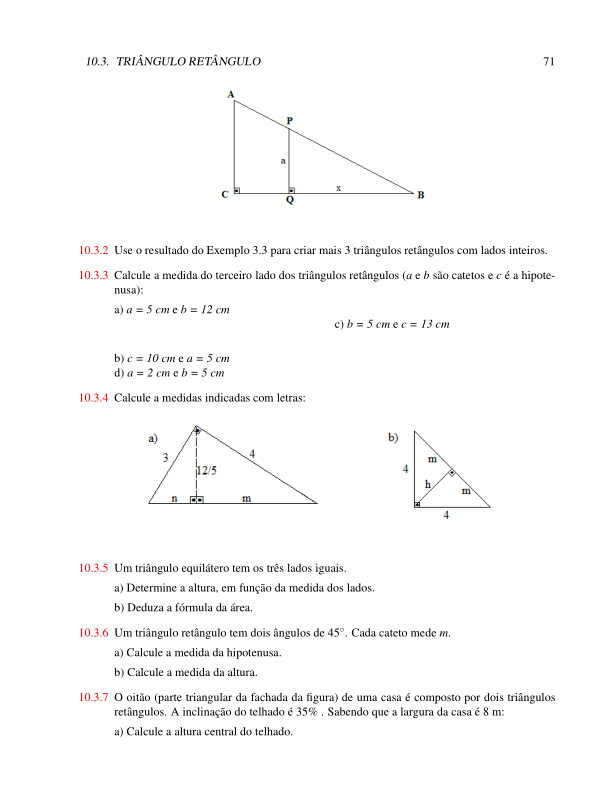 10.3. TRIÂNGULO RETÂNGULO 71
A
P
a
C
Q
x
B
10.3.2 Use o resultado do Exemplo 3.3 para criar mais 3 triângulos retângulos com lados inteiros.
10.3.3 Calcule a medida do terceiro lado dos triângulos retângulos (a e b são catetos e c é a hipote-
nusa):
a) a = 5 cm e b = 12 cm
c) b = 5 cm e c = 13 cm
b) c = 10 cm e a = 5 cm
d) a = 2 cm e b = 5 cm
10.3.4 Calcule a medidas indicadas com letras:
a)
3
4
12/5
n
m
b)
4
m
h
m
4
10.3.5 Um triângulo equilátero tem os três lados iguais.
a) Determine a altura, em função da medida dos lados.
b) Deduza a fórmula da área.
10.3.6 Um triângulo retângulo tem dois ângulos de 45°. Cada cateto mede m.
a) Calcule a medida da hipotenusa.
b) Calcule a medida da altura.
10.3.7 O oitão (parte triangular da fachada da figura) de uma casa é composto por dois triângulos
retângulos. A inclinação do telhado é 35% . Sabendo que a largura da casa é 8 m:
a) Calcule a altura central do telhado.